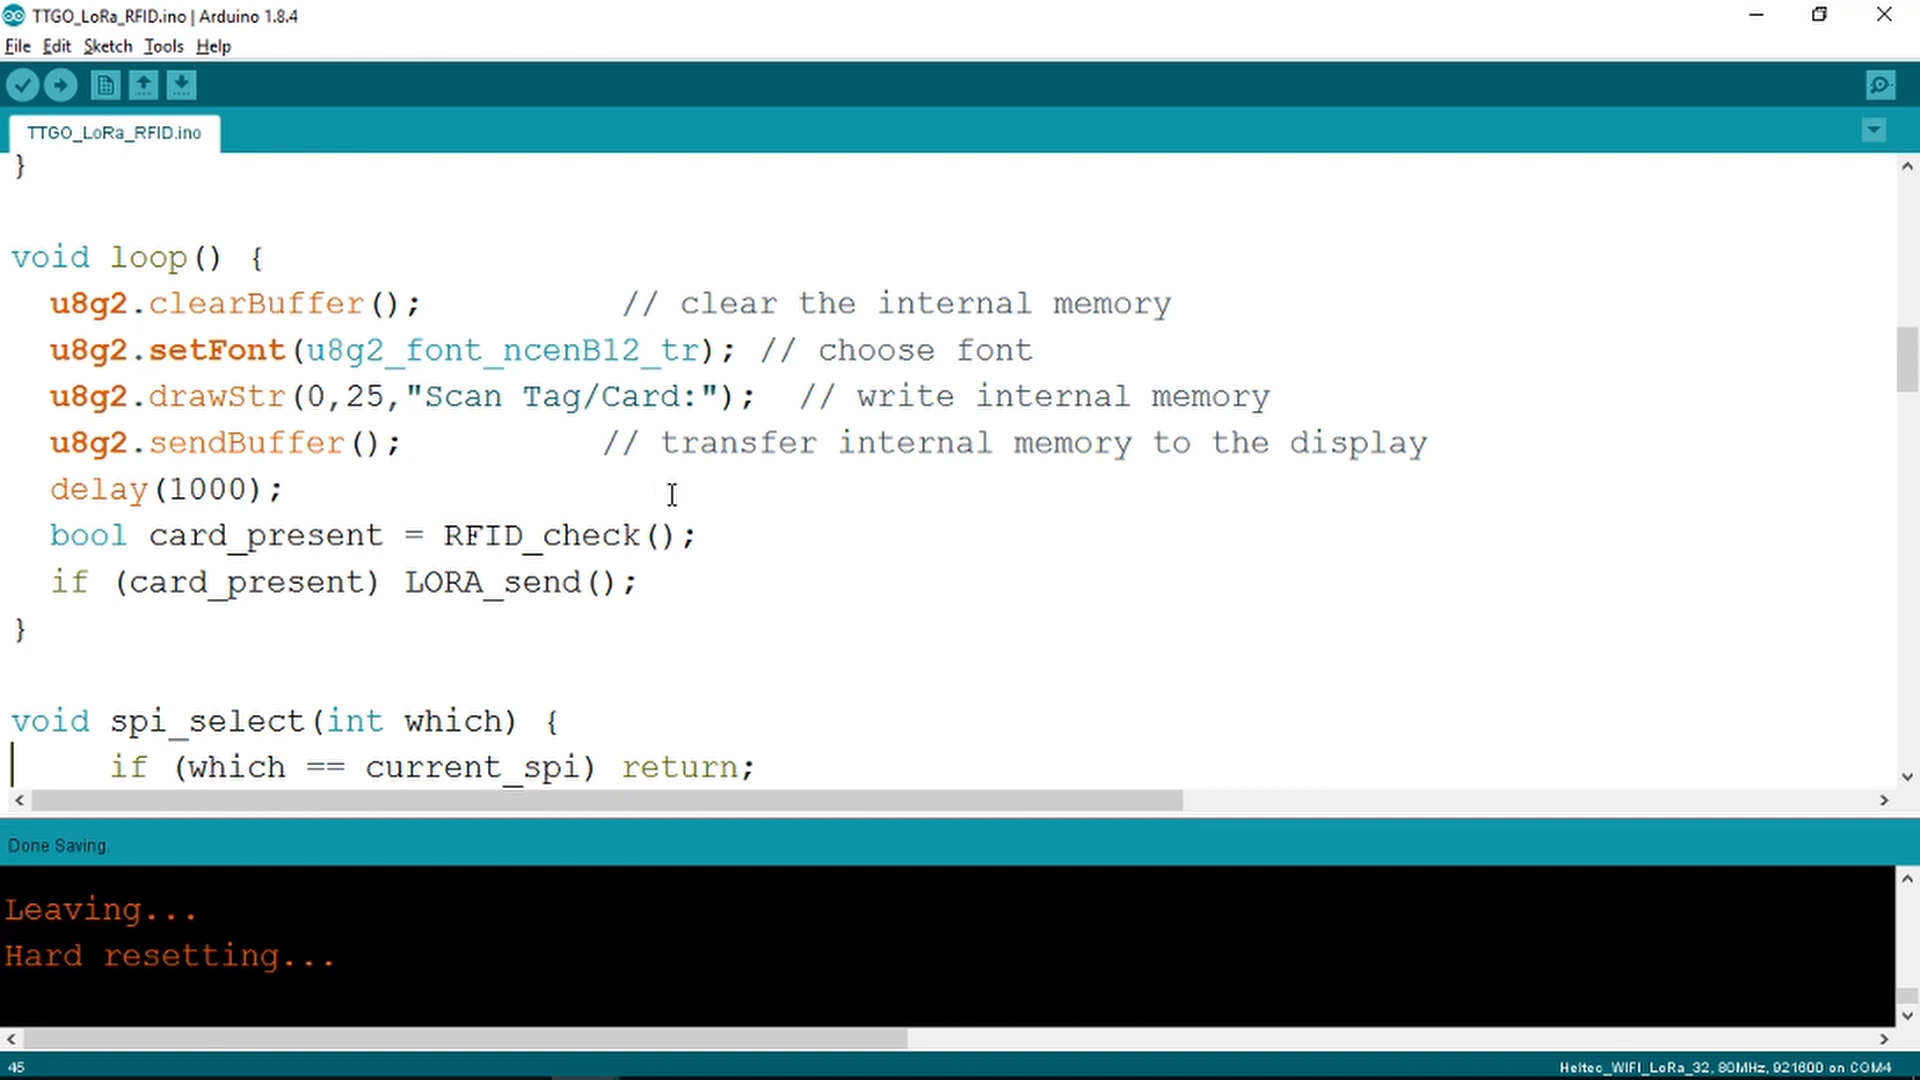 TTGO_LoRa_RFID.ino | Arduino 1.8.4
File Edit Sketch Tools Help
TTGO_LoRa_RFID.ino
}
void loop() {
  u8g2.clearBuffer();          // clear the internal memory
  u8g2.setFont(u8g2_font_ncenB12_tr); // choose font
  u8g2.drawStr(0,25,"Scan Tag/Card:");  // write internal memory
  u8g2.sendBuffer();          // transfer internal memory to the display
  delay(1000);
  bool card_present = RFID_check();
  if (card_present) LORA_send();
}
void spi_select(int which) {
     if (which == current_spi) return;
Done Saving.
Leaving...
Hard resetting...
45 Heltec_WIFI_LoRa_32, 80MHz, 921600 on COM4